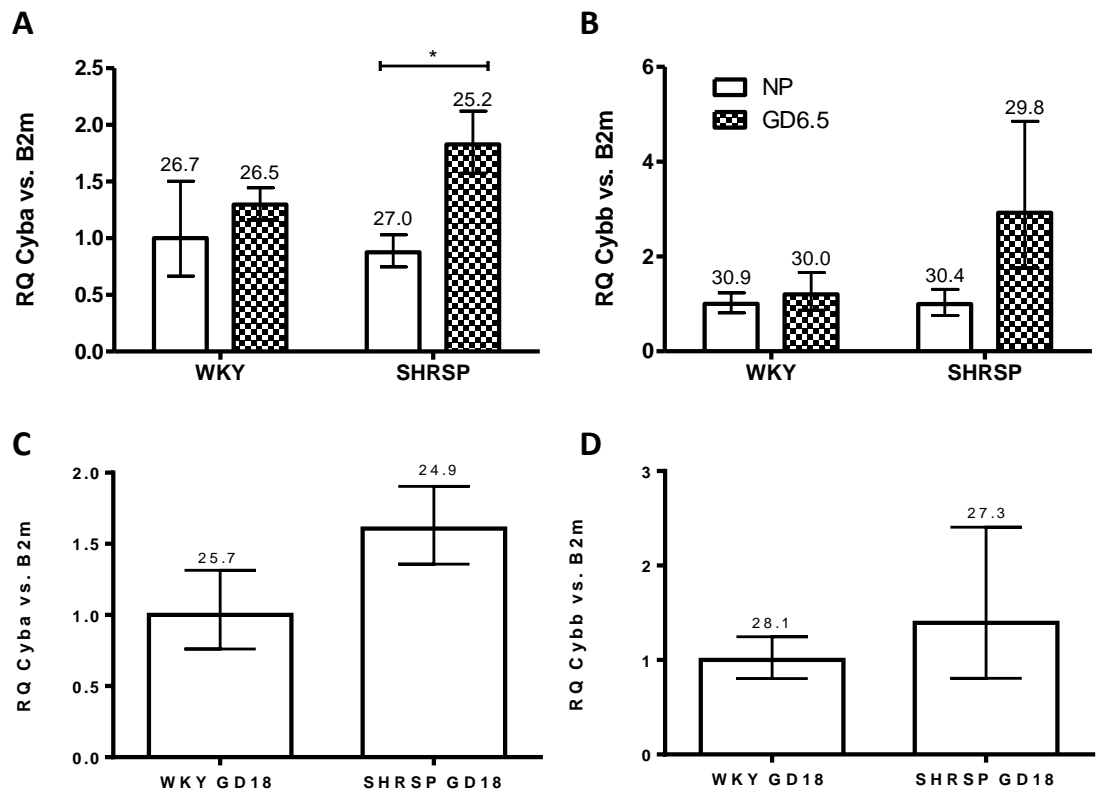 A
RQ Cyba vs. B2m
2.5
2.0
1.5
1.0
0.5
0.0
26.7
26.5
27.0
25.2
*
WKY
SHRSP
B
RQ Cybb vs. B2m
6
4
2
0
NP
GD6.5
30.9
30.0
30.4
29.8
WKY
SHRSP
C
RQ Cyba vs. B2m
2.0
1.5
1.0
0.5
0.0
25.7
24.9
WKY GD18
SHRSP GD18
D
RQ Cybb vs. B2m
3
2
1
0
28.1
27.3
WKY GD18
SHRSP GD18